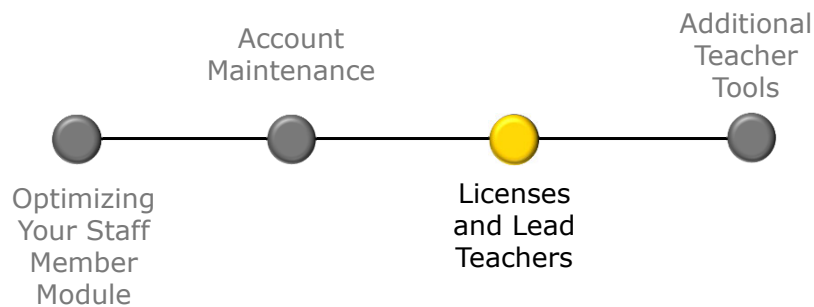 Optimizing
Your Staff
Member
Module
Account
Maintenance
Licenses
and Lead
Teachers
Additional
Teacher
Tools